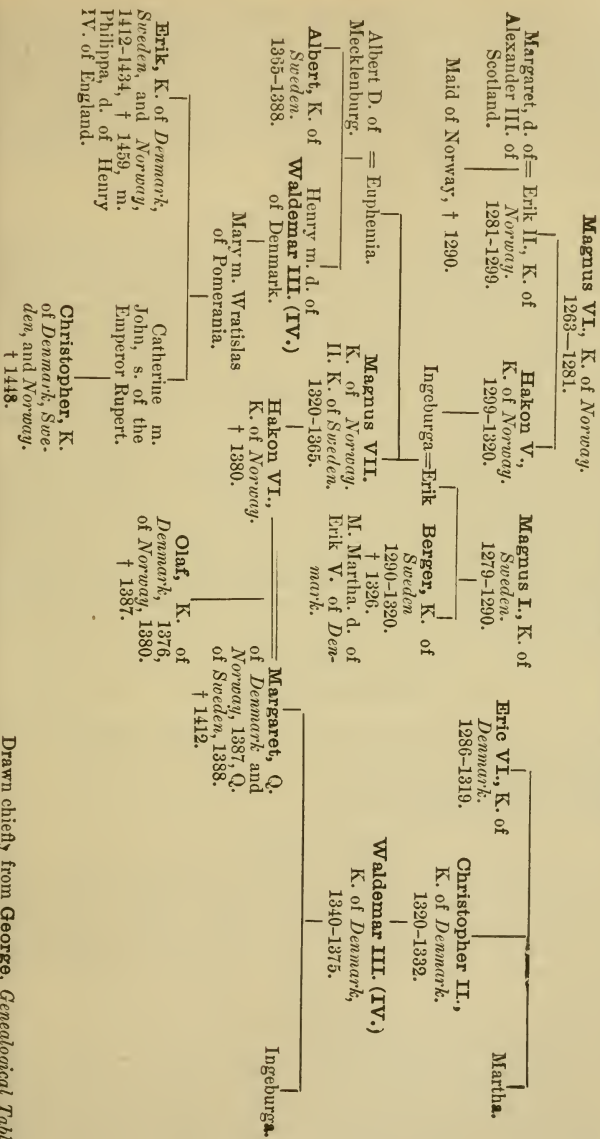 Magnus VI., K. of Norway.
1263—1281.
Margaret, d. of = Erik II., K. of
Alexander III. of Norway.
Scotland. 1281-1299.
Maid of Norway, † 1290.
Hakon V.,
K. of Norway.
1299-1320.
Magnus I., K. of
Sweden.
1279-1290.
Eric VI., K. of
Denmark.
1286-1319.
Christopher II.,
K. of Denmark.
1320-1332.
Martha.
Ingeburga=Erik
Berger, K. of
Sweden
1290-1320.
† 1326.
M. Martha. d. of
Erik V. of Den-
mark.
Albert D. of = Euphemia.
Mecklenburg.
Magnus VII.
K. of Norway.
II. K. of Sweden.
1320-1365.
Waldemar III. (IV.)
K. of Denmark,
1340-1375.
Albert, K. of
Sweden.
1365-1388.
Henry m. d. of
Waldemar III. (IV.)
of Denmark.
Hakon VI.,
K. of Norway.
† 1380.
Margaret, Q.
of Denmark and
Norway, 1387, Q.
of Sweden, 1388.
† 1412.
Ingeburga.
Mary m. Wratislas
of Pomerania.
Olaf, K. of
Denmark, 1376,
of Norway, 1380.
† 1387.
Erik, K. of Denmark,
Sweden, and Norway,
1412-1434, † 1459, m.
Philippa, d. of Henry
IV. of England.
Catherine m.
John, s. of the
Emperor Rupert.
Christopher, K.
of Denmark, Swe-
den, and Norway.
† 1448.
Drawn chiefly from George. Genealogical Tabl